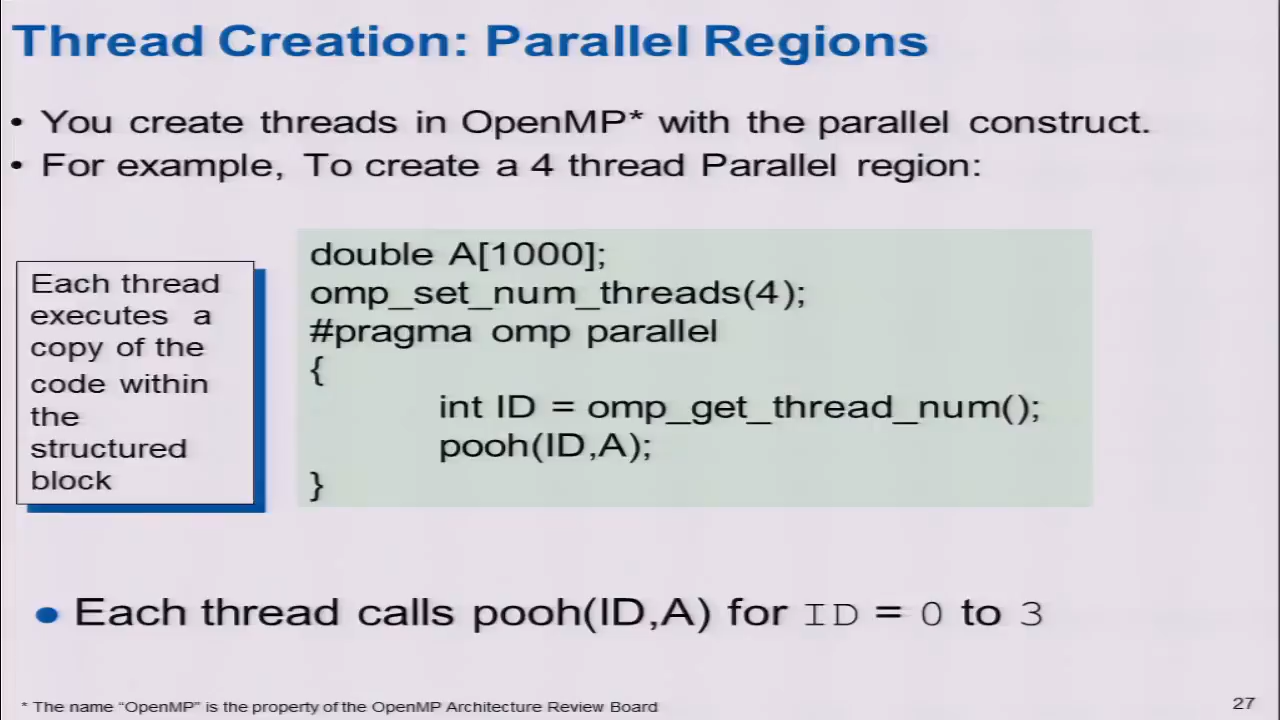 Thread Creation: Parallel Regions
• You create threads in OpenMP* with the parallel construct.
• For example, To create a 4 thread Parallel region:
Each thread
executes a
copy of the
code within
the
structured
block
double A[1000];
omp_set_num_threads(4);
#pragma omp parallel
{
int ID = omp_get_thread_num();
pooh(ID,A);
}
• Each thread calls pooh(ID,A) for ID = 0 to 3
* The name “OpenMP” is the property of the OpenMP Architecture Review Board
27